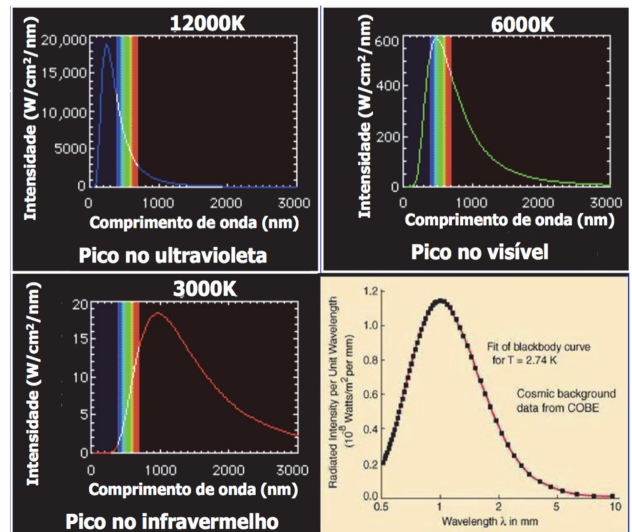 12000K
Intensidade (W/cm²/nm)
20,000
15,000
10,000
5000
0
0 1000 2000 3000
Comprimento de onda (nm)
Pico no ultravioleta
6000K
Intensidade (W/cm²/nm)
600
400
200
0
0 1000 2000 3000
Comprimento de onda (nm)
Pico no visível
3000K
Intensidade (W/cm²/nm)
20
15
10
5
0
0 1000 2000 3000
Comprimento de onda (nm)
Pico no infravermelho
Radiated Intensity per Unit Wavelength
(10⁸ Watts/m² per mm)
1.2
1.0
0.8
0.6
0.4
0.2
0.0
Fit of blackbody curve
for T = 2.74 K
Cosmic background
data from COBE
0.5 1 2 5 10
Wavelength λ in mm